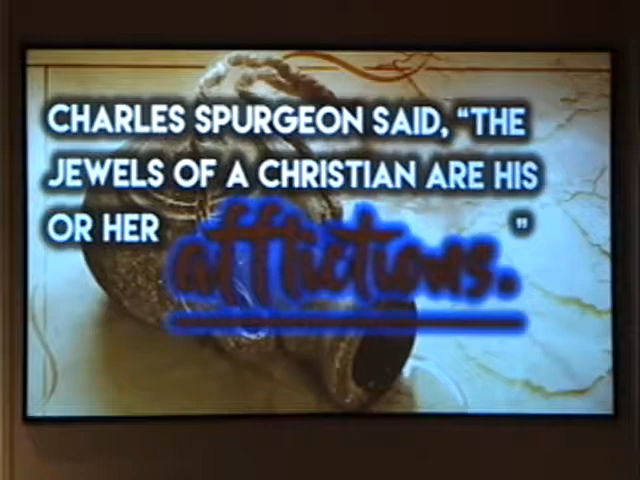 CHARLES SPURGEON SAID, “THE
JEWELS OF A CHRISTIAN ARE HIS
OR HER afflictions.”